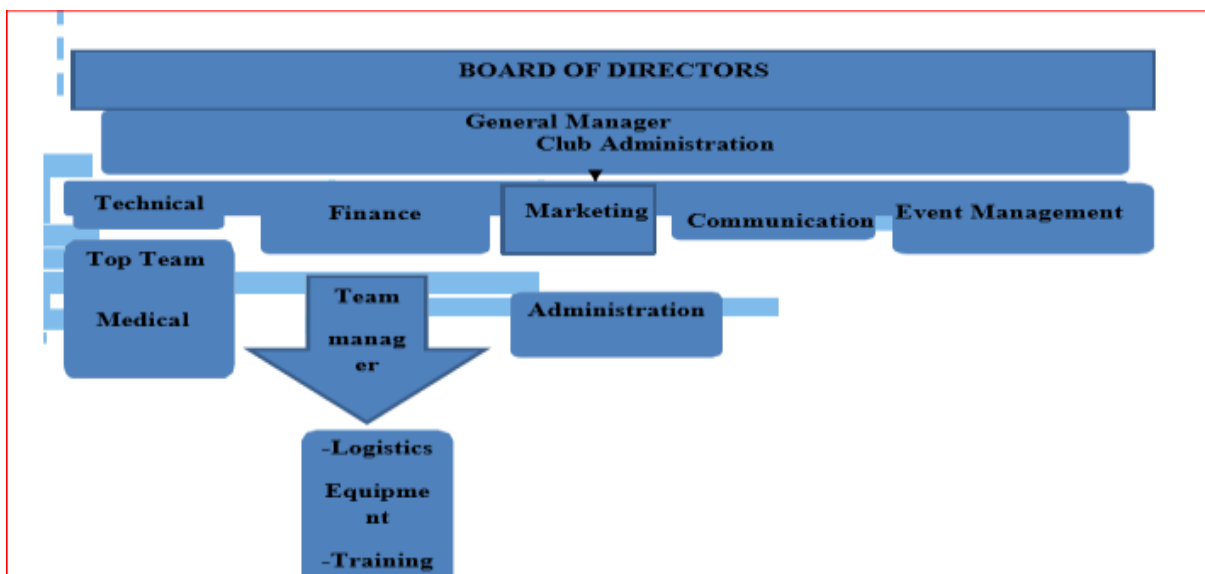 BOARD OF DIRECTORS
General Manager
Club Administration
Technical
Finance
Marketing
Communication
Event Management
Top Team
Medical
Team
manag
er
Administration
-Logistics
Equipme
nt
-Training